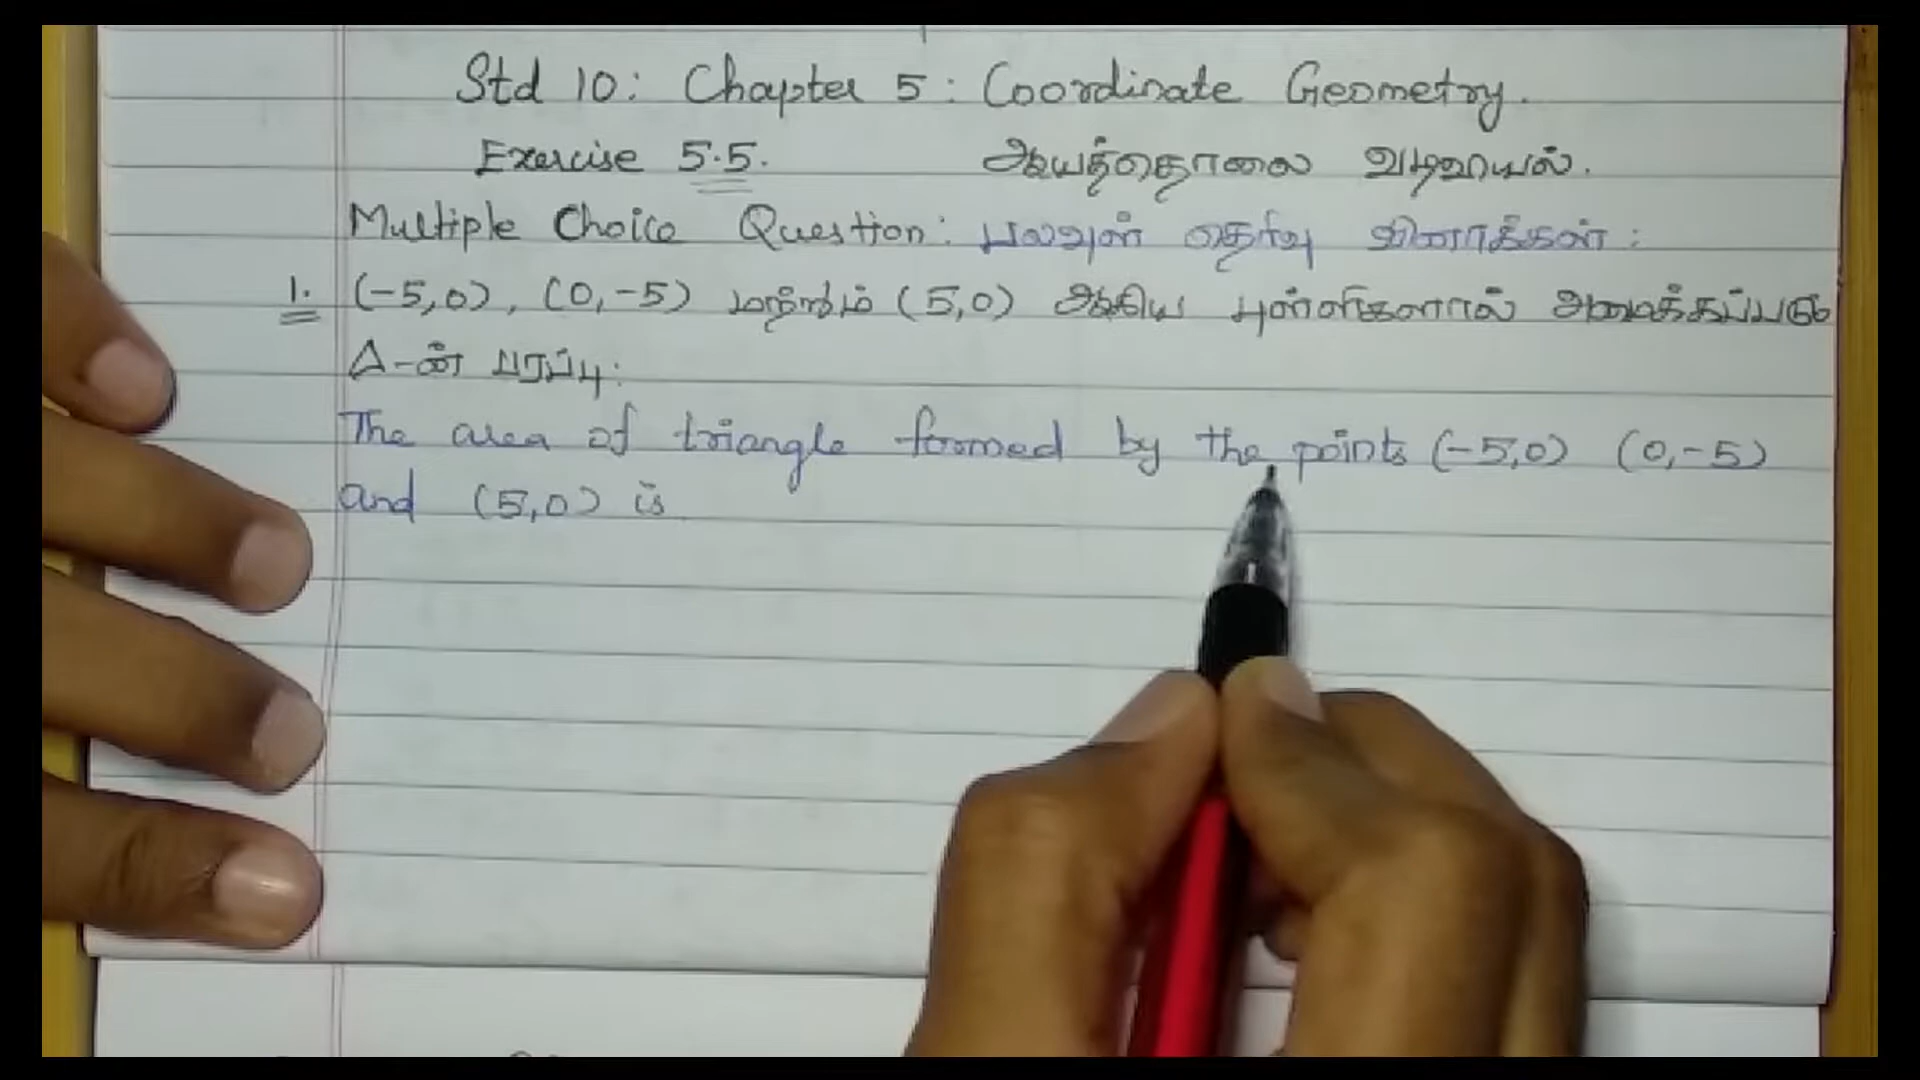 Std 10: Chapter 5: Coordinate Geometry.
Exercise 5.5. ஆயத்தொலை வடிவியல்.
Multiple Choice Question: பலவுள் தெரிவு வினாக்கள்:
1. (-5,0), (0,-5) மற்றும் (5,0) ஆகிய புள்ளிகளால் அமைக்கப்படும்
Δ-ன் பரப்பு:
The area of triangle formed by the points (-5,0) (0,-5)
and (5,0) is